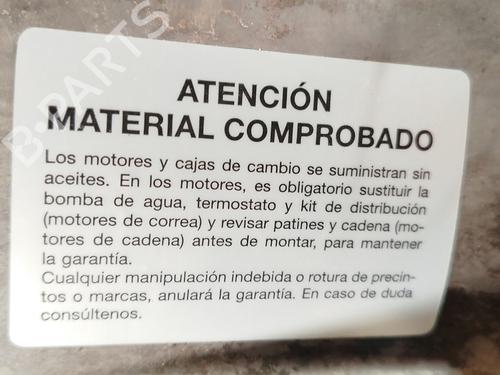 B-PARTS
ATENCIÓN
MATERIAL COMPROBADO
Los motores y cajas de cambio se suministran sin
aceites. En los motores, es obligatorio sustituir la
bomba de agua, termostato y kit de distribución
(motores de correa) y revisar patines y cadena (mo-
tores de cadena) antes de montar, para mantener
la garantía.
Cualquier manipulación indebida o rotura de precin-
tos o marcas, anulará la garantía. En caso de duda
consúltenos.